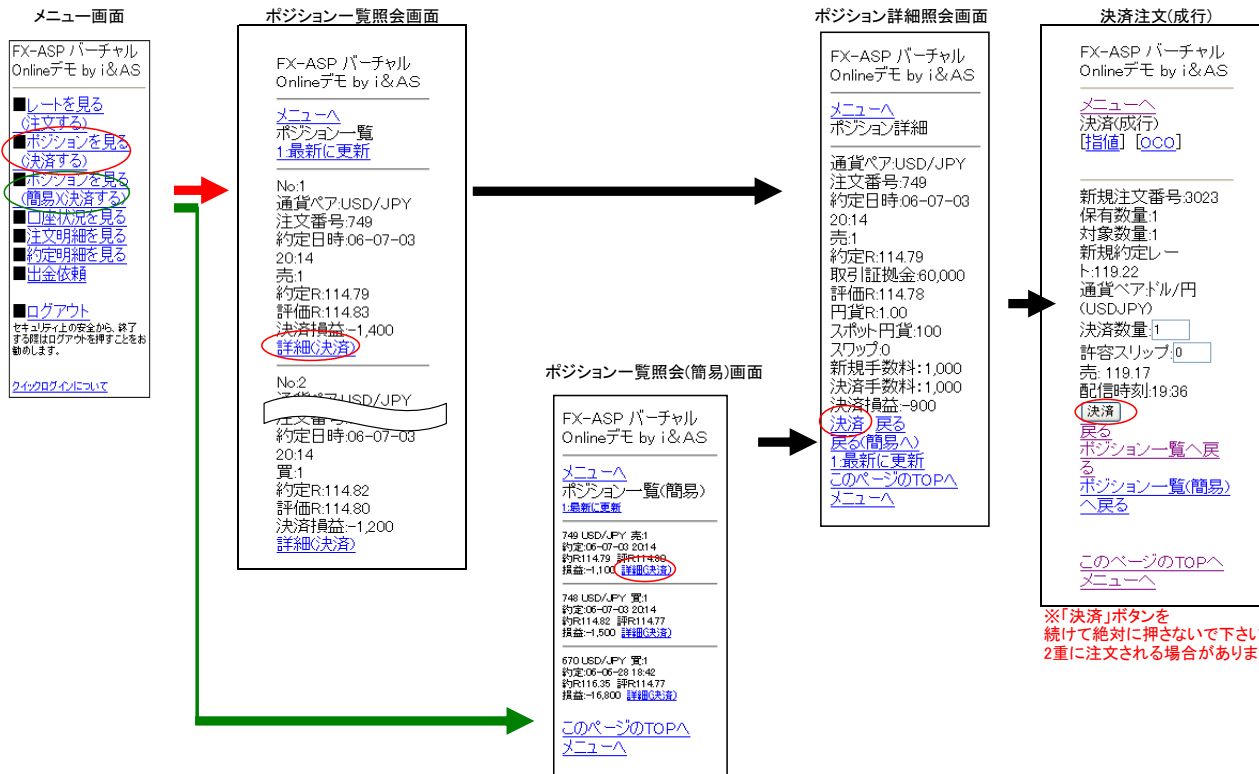 メニュー画面
FX-ASP バーチャル
Onlineデモ by i&AS
■レートを見る
(注文する)
■ポジションを見る
(決済する)
■ポジションを見る
(簡易)(決済する)
■口座状況を見る
■注文明細を見る
■約定明細を見る
■出金依頼
■ログアウト
セキュリティ上の安全から、終了
する際はログアウトを押すことをお
勧めします。
クイックログインについて
ポジション一覧照会画面
FX-ASP バーチャル
Onlineデモ by i&AS
メニューへ
ポジション一覧
1:最新に更新
No:1
通貨ペア:USD/JPY
注文番号:749
約定日時:06-07-03
20:14
売:1
約定R:114.79
評価R:114.83
決済損益:-1,400
詳細(決済)
No:2
通貨ペア:USD/JPY
注文番号
約定日時:06-07-03
20:14
買:1
約定R:114.82
評価R:114.80
決済損益:-1,200
詳細(決済)
ポジション一覧照会(簡易)画面
FX-ASP バーチャル
Onlineデモ by i&AS
メニューへ
ポジション一覧(簡易)
1:最新に更新
749 USD/JPY 売:1
約定:06-07-03 20:14
約R114.79 評R114.80
損益:-1,100 詳細(決済)
748 USD/JPY 買:1
約定:06-07-03 20:14
約R114.82 評R114.77
損益:-1,500 詳細(決済)
670 USD/JPY 買:1
約定:06-06-28 18:42
約R116.35 評R114.77
損益:-16,800 詳細(決済)
このページのTOPへ
メニューへ
ポジション詳細照会画面
FX-ASP バーチャル
Onlineデモ by i&AS
メニューへ
ポジション詳細
通貨ペア:USD/JPY
注文番号:749
約定日時:06-07-03
20:14
売:1
約定R:114.79
取引証拠金:60,000
評価R:114.78
円貨R:1.00
スポット円貨:100
スワップ:0
新規手数料:1,000
決済手数料:1,000
決済損益:-900
決済 戻る
戻る(簡易へ)
1:最新に更新
このページのTOPへ
メニューへ
決済注文(成行)
FX-ASP バーチャル
Onlineデモ by i&AS
メニューへ
決済(成行)
[指値] [OCO]
新規注文番号:3023
保有数量:1
対象数量:1
新規約定レー
ト:119.22
通貨ペア:ドル/円
(USDJPY)
決済数量:1
許容スリップ:0
売: 119.17
配信時刻:19:36
決済
戻る
ポジション一覧へ戻
る
ポジション一覧(簡易)
へ戻る
このページのTOPへ
メニューへ
※「決済」ボタンを
続けて絶対に押さないで下さい
2重に注文される場合がありま